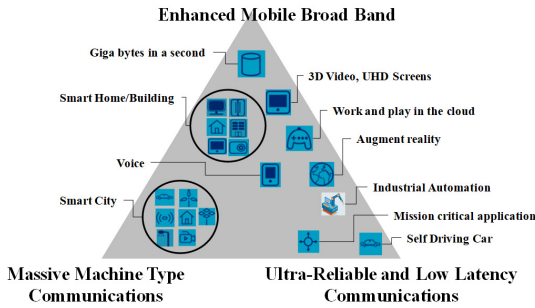 Enhanced Mobile Broad Band
Giga bytes in a second
3D Video, UHD Screens
Smart Home/Building
Work and play in the cloud
Augment reality
Voice
Industrial Automation
Smart City
Mission critical application
Self Driving Car
Massive Machine Type
Communications
Ultra-Reliable and Low Latency
Communications